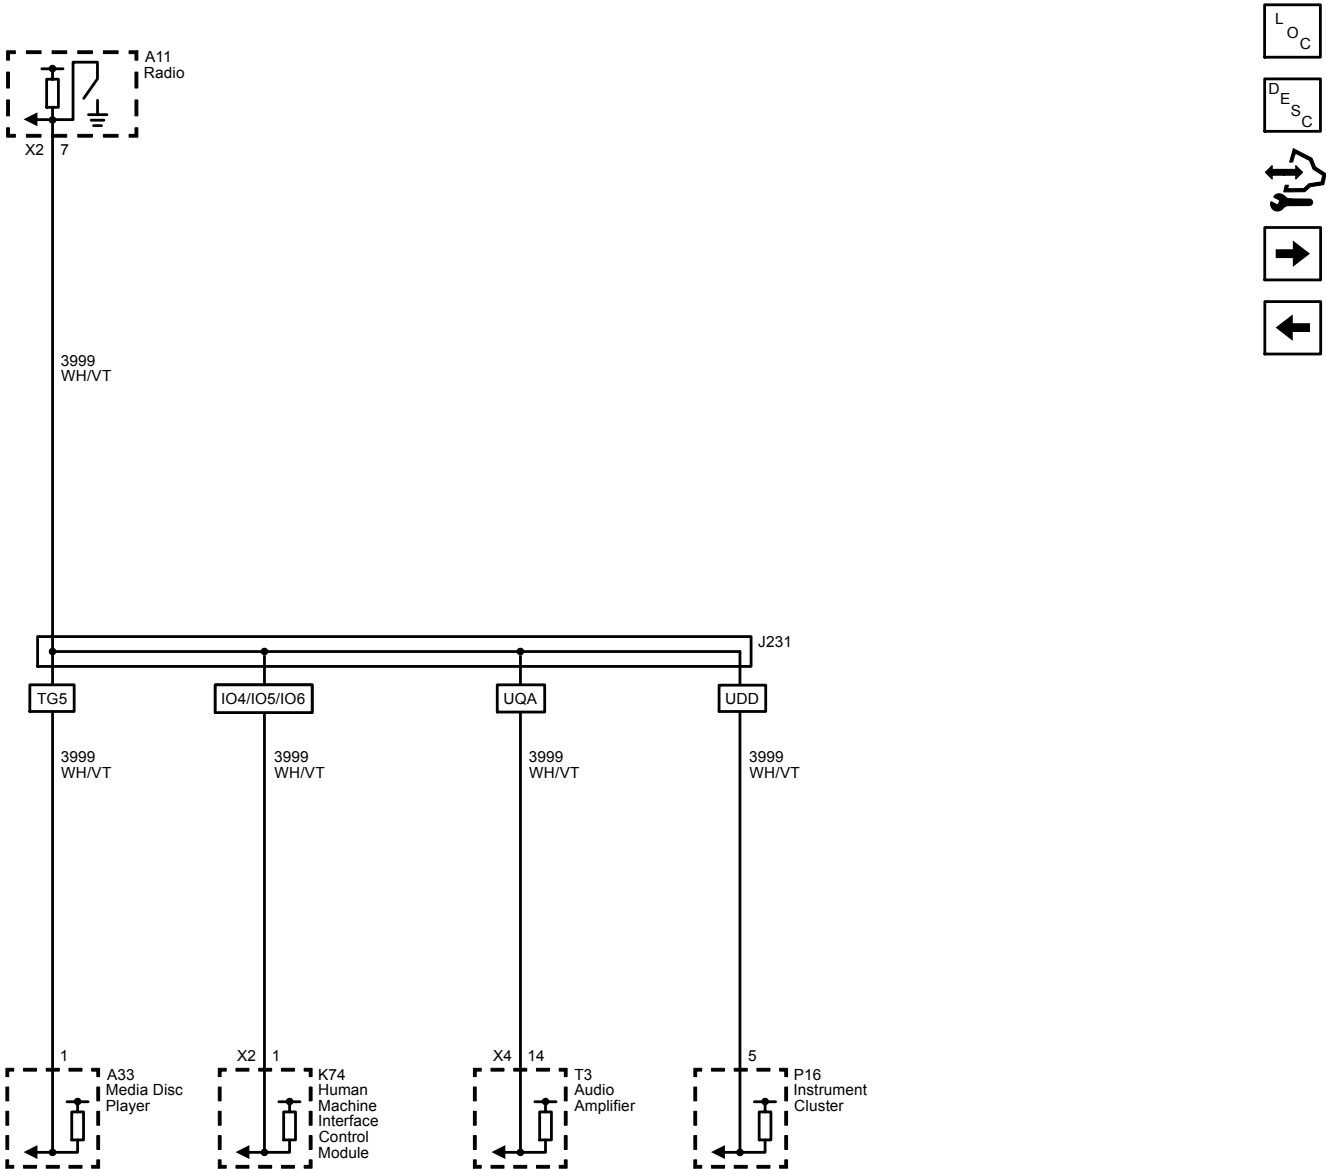 A11
Radio
X2 7
3999
WH/VT
J231
TG5
IO4/IO5/IO6
UQA
UDD
3999
WH/VT
3999
WH/VT
3999
WH/VT
3999
WH/VT
1
A33
Media Disc
Player
X2 1
K74
Human
Machine
Interface
Control
Module
X4 14
T3
Audio
Amplifier
5
P16
Instrument
Cluster
LOC
DESC